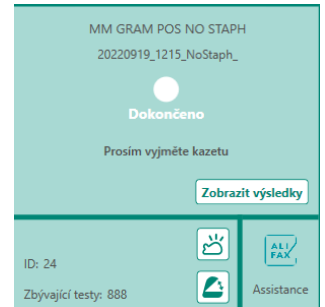 MM GRAM POS NO STAPH
20220919_1215_NoStaph_
Dokončeno
Prosím vyjměte kazetu
Zobrazit výsledky
ID: 24
Zbývající testy: 888
ALI
FAX
Assistance